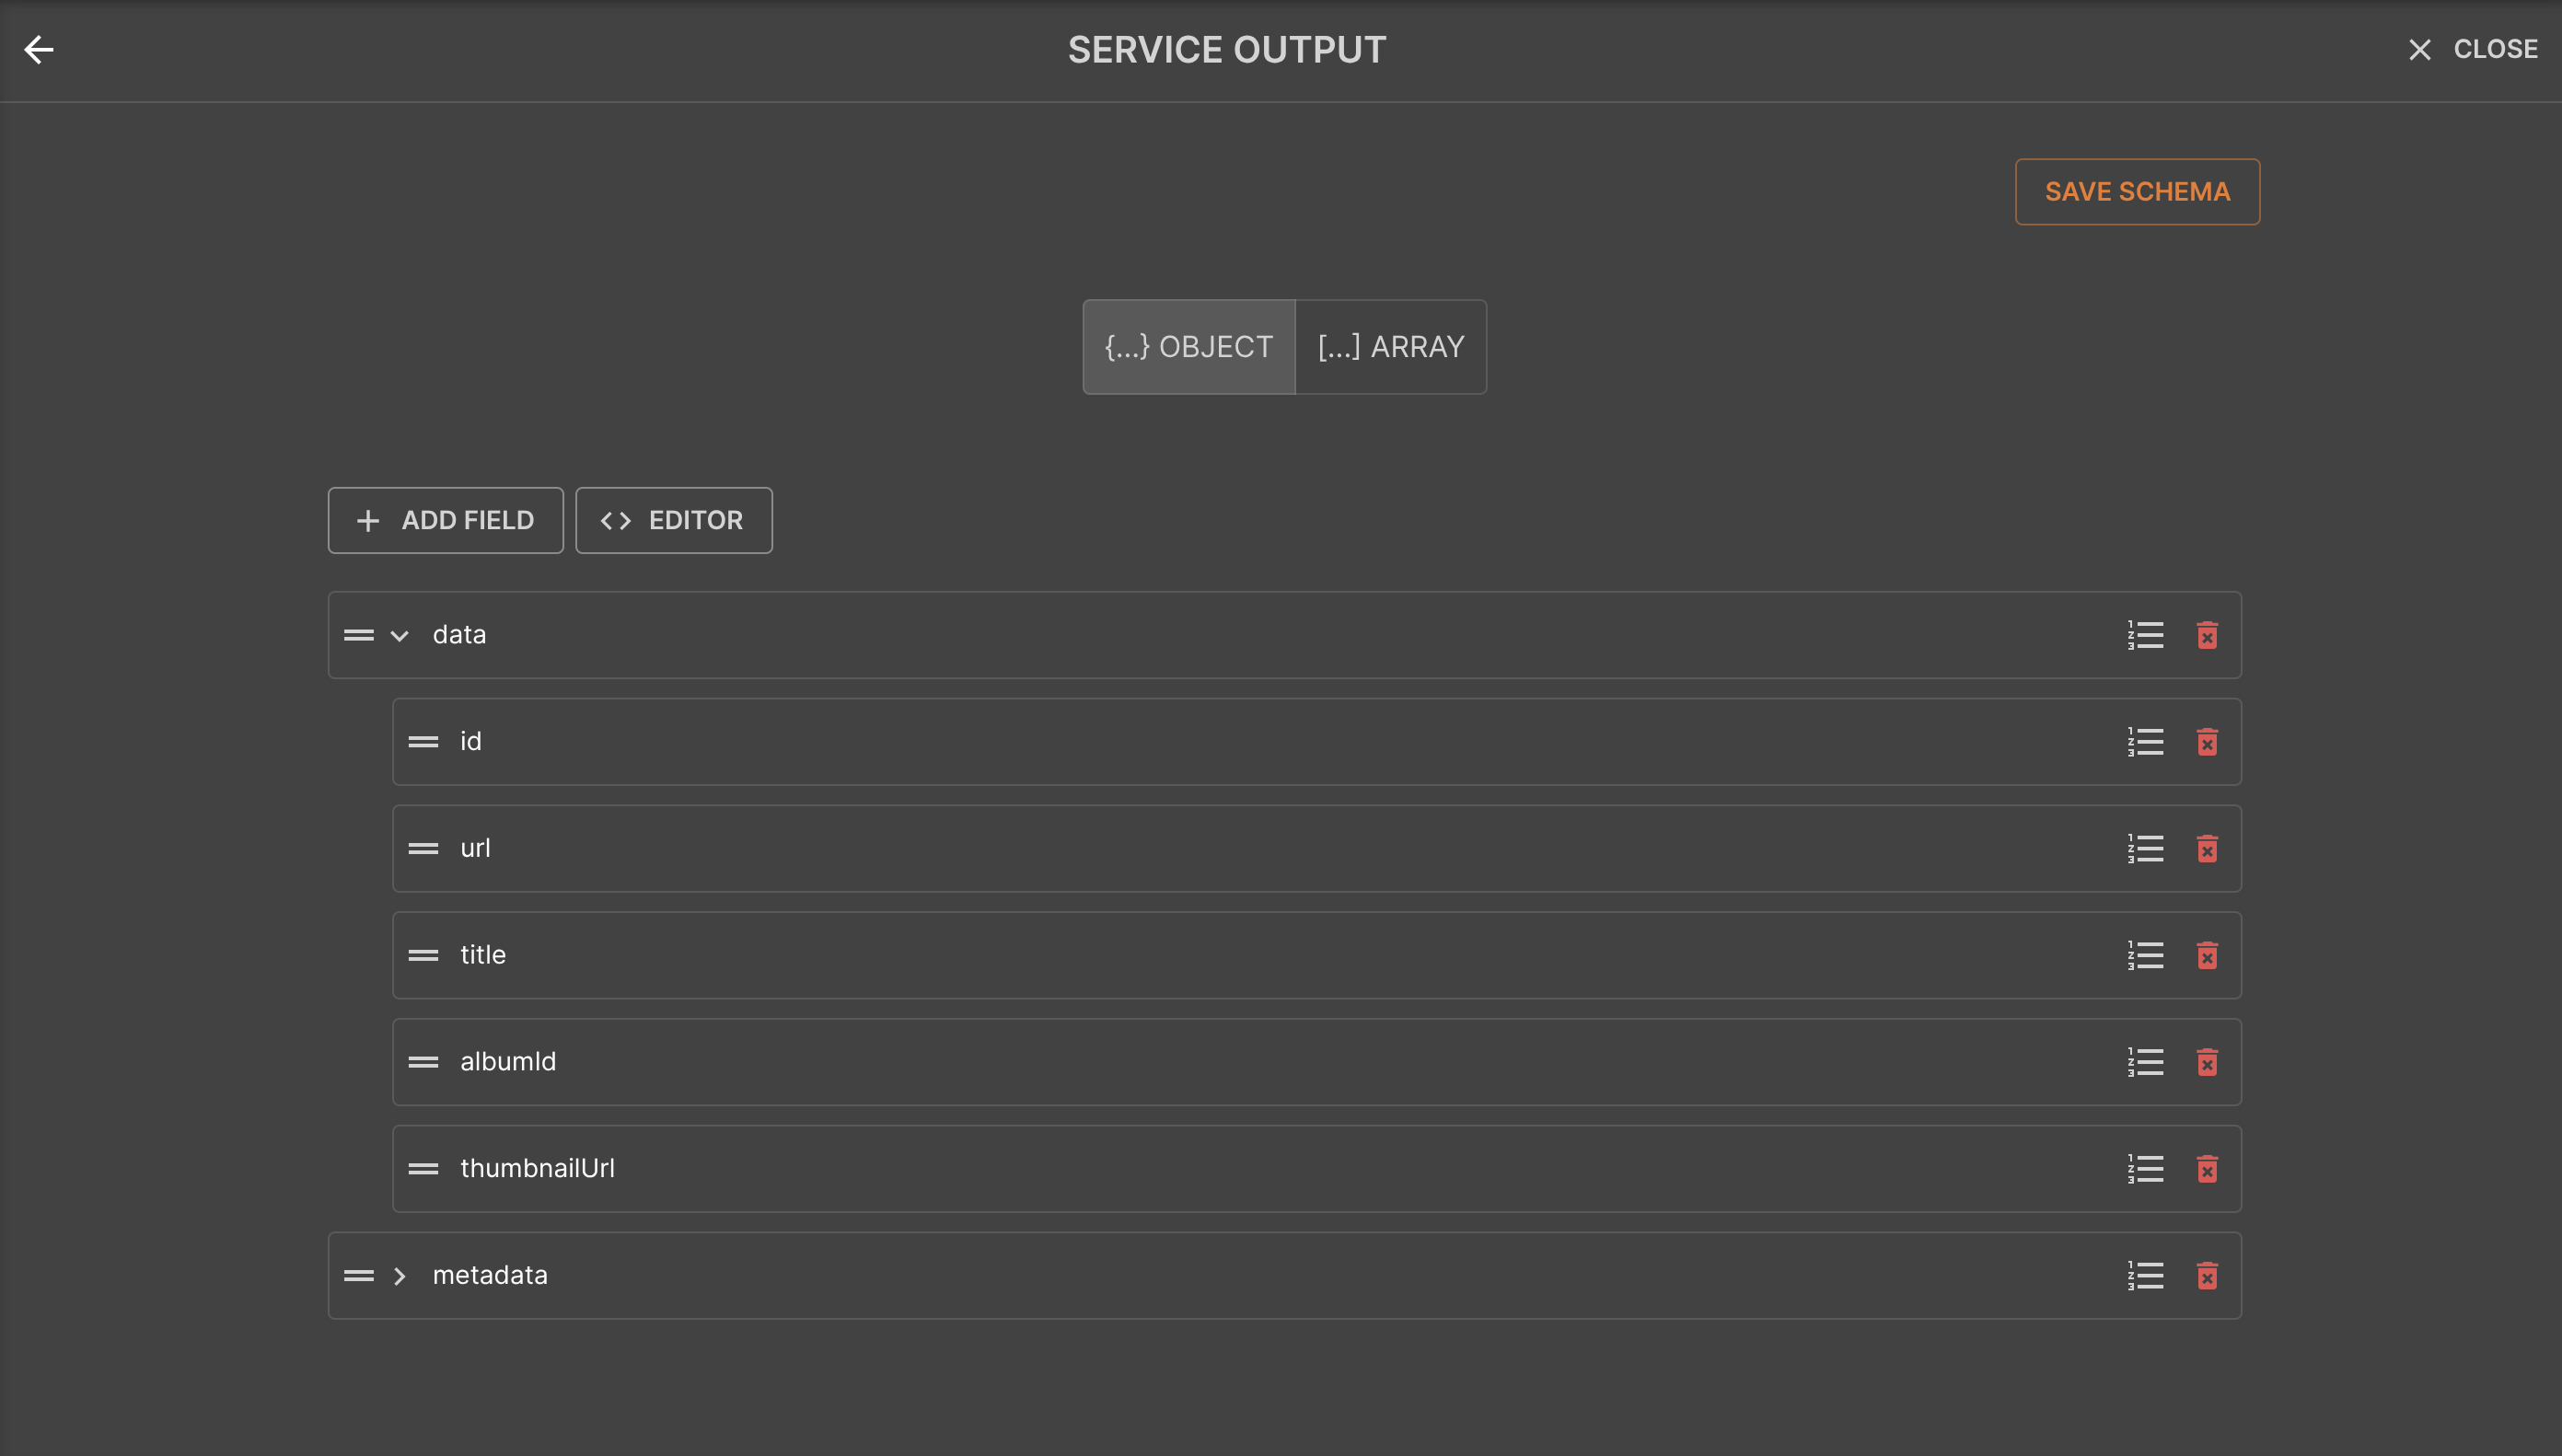 SERVICE OUTPUT
CLOSE
SAVE SCHEMA
{...} OBJECT
[...] ARRAY
ADD FIELD
EDITOR
data
id
url
title
albumId
thumbnailUrl
metadata